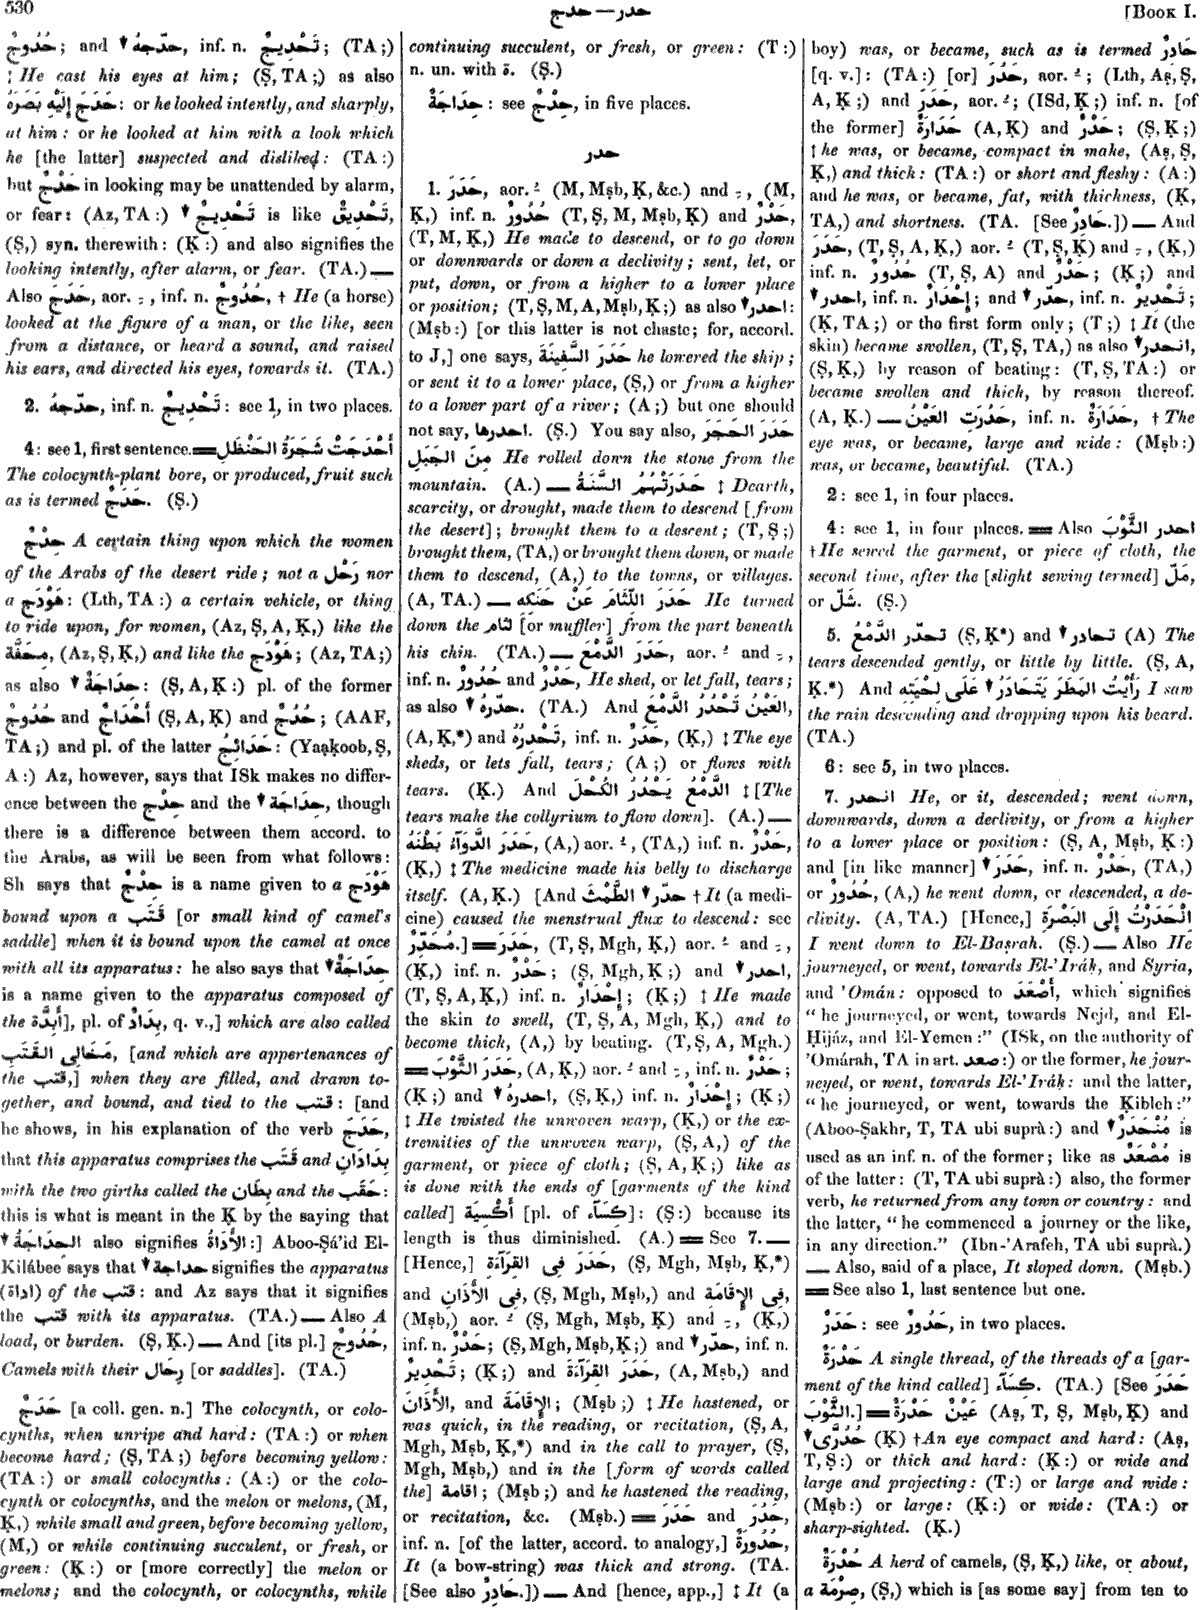 530
حدر — حدج
[Book I.
حُدُوجٌ; and ↓ حدّجهُ, inf. n. تَحْدِيجٌ; (TA;)
‡ He cast his eyes at him; (Ṣ, TA;) as also
حَدَجَ إِلَيْهِ بَصَرَهُ: or he looked intently, and sharply,
at him: or he looked at him with a look which
he [the latter] suspected and disliked: (TA:)
but حَدْجٌ in looking may be unattended by alarm,
or fear: (Az, TA:) ↓ تَحْدِيجٌ is like تَحْدِيقٌ,
(Ṣ,) syn. therewith: (Ḳ:) and also signifies the
looking intently, after alarm, or fear. (TA.) —
Also حَدَجَ, aor. ـِ, inf. n. حُدُوجٌ, † He (a horse)
looked at the figure of a man, or the like, seen
from a distance, or heard a sound, and raised
his ears, and directed his eyes, towards it. (TA.)
2. حدّجهُ, inf. n. تَحْدِيجٌ: see 1, in two places.
4: see 1, first sentence. = أَحْدَجَتْ شَجَرَةُ الحَنْظَلِ
The colocynth-plant bore, or produced, fruit such
as is termed حَدَجٌ. (Ṣ.)
حِدْجٌ A certain thing upon which the women
of the Arabs of the desert ride; not a رَحْل nor
a هَوْدَج: (Lth, TA:) a certain vehicle, or thing
to ride upon, for women, (Az, Ṣ, A, Ḳ,) like the
مِحَفَّة, (Az, Ṣ, Ḳ,) and like the هَوْدَج; (Az, TA;)
as also ↓ حِدَاجَةٌ: (Ṣ, A, Ḳ:) pl. of the former
حُدُوجٌ and أَحْدَاجٌ (Ṣ, A, Ḳ) and حُدُجٌ; (AAF,
TA;) and pl. of the latter حَدَائِجُ: (Yaạḳoob, Ṣ,
A:) Az, however, says that ISk makes no differ-
ence between the حِدْج and the ↓ حِدَاجَة, though
there is a difference between them accord. to
the Arabs, as will be seen from what follows:
Sh says that حِدْجٌ is a name given to a هَوْدَج
bound upon a قَتَب [or small kind of camel's
saddle] when it is bound upon the camel at once
with all its apparatus: he also says that ↓ حِدَاجَةٌ
is a name given to the apparatus composed of
the أَبِدَّة], pl. of بِدَادٌ, q. v.,] which are also called
مَخَالِى القَتَبِ, [and which are appertenances of
the قتب,] when they are filled, and drawn to-
gether, and bound, and tied to the قتب: [and
he shows, in his explanation of the verb حَدَجَ,
that this apparatus comprises the قَتَب and بِدَادَانِ
with the two girths called the بِطَان and the حَقَب:
this is what is meant in the Ḳ by the saying that
↓ الحِدَاجَةُ also signifies الأَدَاةُ:] Aboo-Ṣá'id El-
Kilábee says that ↓ حداجة signifies the apparatus
(اداة) of the قتب: and Az says that it signifies
the قتب with its apparatus. (TA.) — Also A
load, or burden. (Ṣ, Ḳ.) — And [its pl.] حُدُوجٌ,
Camels with their رِحَال [or saddles]. (TA.)
حَدَجٌ [a coll. gen. n.] The colocynth, or colo-
cynths, when unripe and hard: (TA:) or when
become hard; (Ṣ, TA;) before becoming yellow:
(TA:) or small colocynths: (A:) or the colo-
cynth or colocynths, and the melon or melons, (M,
Ḳ,) while small and green, before becoming yellow,
(M,) or while continuing succulent, or fresh, or
green: (Ḳ:) or [more correctly] the melon or
melons; and the colocynth, or colocynths, while
continuing succulent, or fresh, or green: (T:)
n. un. with ة. (Ṣ.)
حِدَاجَةٌ: see حِدْجٌ, in five places.
حدر
1. حَدَرَ, aor. ـُ (M, Mṣb, Ḳ, &c.) and ـِ, (M,
Ḳ,) inf. n. حُدُورٌ (T, Ṣ, M, Mṣb, Ḳ) and حَدْرٌ,
(T, M, Ḳ,) He made to descend, or to go down
or downwards or down a declivity; sent, let, or
put, down, or from a higher to a lower place
or position; (T, Ṣ, M, A, Mṣb, Ḳ;) as also ↓ احدر:
(Mṣb:) [or this latter is not chaste; for, accord.
to J,] one says, حَدَرَ السَّفِينَةَ he lowered the ship;
or sent it to a lower place, (Ṣ,) or from a higher
to a lower part of a river; (A;) but one should
not say, احدرها. (Ṣ.) You say also, حَدَرَ الحَجَرَ
مِنَ الجَبَلِ He rolled down the stone from the
mountain. (A.) — حَدَرَتْهُمُ السَّنَةُ ‡ Dearth,
scarcity, or drought, made them to descend [from
the desert]; brought them to a descent; (T, Ṣ;)
brought them, (TA,) or brought them down, or made
them to descend, (A,) to the towns, or villages.
(A, TA.) — حَدَرَ اللِّثَامَ عَنْ حَنَكِه He turned
down the لثام [or muffler] from the part beneath
his chin. (TA.) — حَدَرَ الدَّمْعَ, aor. ـُ and ـِ,
inf. n. حُدُورٌ and حَدْرٌ, He shed, or let fall, tears;
as also ↓ حدّرهُ. (TA.) And العَيْنُ تَحْدُرُ الدَّمْعَ,
(A, Ḳ,*) and تَحْدِرُهُ, inf. n. حَدْرٌ, (Ḳ,) ‡ The eye
sheds, or lets fall, tears; (A;) or flows with
tears. (Ḳ.) And الدَّمْعُ يَحْدُرُ الكُحْلَ ‡ [The
tears make the collyrium to flow down]. (A.) —
حَدَرَ الدَّوَآءُ بَطْنَهُ, (A,) aor. ـُ, (TA,) inf. n. حَدْرٌ,
(Ḳ,) ‡ The medicine made his belly to discharge
itself. (A, Ḳ.) [And ↓ حدّر الطَّمْثَ † It (a medi-
cine) caused the menstrual flux to descend: see
مُحَدِّرٌ.] = حَدَرَ, (T, Ṣ, Mgh, Ḳ,) aor. ـُ and ـِ,
(Ḳ,) inf. n. حَدْرٌ; (Ṣ, Mgh, Ḳ;) and ↓ احدر,
(T, Ṣ, A, Ḳ,) inf. n. إِحْدَارٌ; (Ḳ;) ‡ He made
the skin to swell, (T, Ṣ, A, Mgh, Ḳ,) and to
become thick, (A,) by beating. (T, Ṣ, A, Mgh.)
= حَدَرَ الثَّوْبَ, (A, Ḳ,) aor. ـُ and ـِ, inf. n. حَدْرٌ;
(Ḳ;) and ↓ احدرهُ, (Ṣ, Ḳ,) inf. n. إِحْدَارٌ; (Ḳ;)
‡ He twisted the unwoven warp, (Ḳ,) or the ex-
tremities of the unwoven warp, (Ṣ, A,) of the
garment, or piece of cloth; (Ṣ, A, Ḳ;) like as
is done with the ends of [garments of the kind
called] أَكْسِيَة [pl. of كِسَآء]: (Ṣ:) because its
length is thus diminished. (A.) = See 7. —
[Hence,] حَدَرَ فِى القِرَآءَةِ, (Ṣ, Mgh, Mṣb, Ḳ,*)
and فِى الأَذَانِ, (Ṣ, Mgh, Mṣb,) and فِى الإِقَامَةِ,
(Mṣb,) aor. ـُ (Ṣ, Mgh, Mṣb, Ḳ) and ـِ, (Ḳ,)
inf. n. حَدْرٌ; (Ṣ, Mgh, Mṣb, Ḳ;) and ↓ حدّر, inf. n.
تَحْدِيرٌ; (Ḳ;) and حَدَرَ القِرَآءَةَ, (A, Mṣb,) and
الأَذَانَ, and الإِقَامَةَ; (Mṣb;) ‡ He hastened, or
was quick, in the reading, or recitation, (Ṣ, A,
Mgh, Mṣb, Ḳ,*) and in the call to prayer, (Ṣ,
Mgh, Mṣb,) and in the [form of words called
the] اقامة; (Mṣb;) and he hastened the reading,
or recitation, &c. (Mṣb.) = حَدَرَ and حَدُرَ,
inf. n. [of the latter, accord. to analogy,] حُدُورَةٌ,
It (a bow-string) was thick and strong. (TA.
[See also حَادِرٌ.]) — And [hence, app.,] ‡ It (a
boy) was, or became, such as is termed حَادِرٌ
[q. v.]: (TA:) [or] حَدُرَ, aor. ـُ; (Lth, Aṣ, Ṣ,
A, Ḳ;) and حَدَرَ, aor. ـُ; (ISd, Ḳ;) inf. n. [of
the former] حَدَارَةٌ (A, Ḳ) and حَدْرٌ; (Ṣ, Ḳ;)
‡ he was, or became, compact in make, (Aṣ, Ṣ,
Ḳ,) and thick: (TA:) or short and fleshy: (A:)
and he was, or became, fat, with thickness, (Ḳ,
TA,) and shortness. (TA. [See حَادِرٌ.]) — And
حَدَرَ, (T, Ṣ, A, Ḳ,) aor. ـُ (T, Ṣ, Ḳ) and ـِ, (Ḳ,)
inf. n. حُدُورٌ (T, Ṣ, A) and حَدْرٌ; (Ḳ;) and
↓ احدر, inf. n. إِحْدَارٌ; and ↓ حدّر, inf. n. تَحْدِيرٌ;
(Ḳ, TA;) or the first form only; (T;) ‡ It (the
skin) became swollen, (T, Ṣ, TA,) as also ↓ انحدر,
(Ṣ, Ḳ,) by reason of beating: (T, Ṣ, TA:) or
became swollen and thick, by reason thereof.
(A, Ḳ.) — حَدُرَتِ العَيْنُ, inf. n. حَدَارَةٌ, † The
eye was, or became, large and wide: (Mṣb:)
was, or became, beautiful. (TA.)
2: see 1, in four places.
4: see 1, in four places. = Also احدر الثَّوْبَ
† He sewed the garment, or piece of cloth, the
second time, after the [slight sewing termed] مَلّ,
or شَلّ. (Ṣ.)
5. تحدّر الدَّمْعُ (Ṣ, Ḳ*) and ↓ تحادر (A) The
tears descended gently, or little by little. (Ṣ, A,
Ḳ.*) And رَأَيْتُ المَطَرَ يَتَحَادَرُ↓ عَلَى لِحْيَتِهِ I saw
the rain descending and dropping upon his beard.
(TA.)
6: see 5, in two places.
7. انحدر He, or it, descended; went down,
downwards, down a declivity, or from a higher
to a lower place or position: (Ṣ, A, Mṣb, Ḳ:)
and [in like manner] ↓ حَدَرَ, inf. n. حَدْرٌ, (TA,)
or حُدُورٌ, (A,) he went down, or descended, a de-
clivity. (A, TA.) [Hence,] اِنْحَدَرْتُ إِلَى البَصْرَةِ
I went down to El-Baṣrah. (Ṣ.) — Also He
journeyed, or went, towards El-'Iráḳ, and Syria,
and 'Omán: opposed to أَصْعَدَ, which signifies
"he journeyed, or went, towards Nejd, and El-
Ḥijáz, and El-Yemen:" (ISk, on the authority of
'Omárah, TA in art. صعد:) or the former, he jour-
neyed, or went, towards El-'Iráḳ: and the latter,
"he journeyed, or went, towards the Ḳibleh:"
(Aboo-Ṣakhr, T, TA ubi suprà:) and ↓ مُنْحَدَرٌ is
used as an inf. n. of the former; like as مُصْعَدٌ is
of the latter: (T, TA ubi suprà:) also, the former
verb, he returned from any town or country: and
the latter, "he commenced a journey or the like,
in any direction." (Ibn-'Arafeh, TA ubi suprà.)
— Also, said of a place, It sloped down. (Mṣb.)
= See also 1, last sentence but one.
حَدَرٌ: see حَدُورٌ, in two places.
حَدْرَةٌ A single thread, of the threads of a [gar-
ment of the kind called] كِسَآء. (TA.) [See حَدَرَ
الثَّوْبَ.] = عَيْنٌ حَدْرَةٌ (Aṣ, T, Ṣ, Mṣb, Ḳ) and
↓ حُدُرَّى (Ḳ) † An eye compact and hard: (Aṣ,
T, Ṣ:) or thick and hard: (Ḳ:) or wide and
large and projecting: (T:) or large and wide:
(Mṣb:) or large: (Ḳ:) or wide: (TA:) or
sharp-sighted. (Ḳ.)
حُدْرَةٌ A herd of camels, (Ṣ, Ḳ,) like, or about,
a صِرْمَة, (Ṣ,) which is [as some say] from ten to